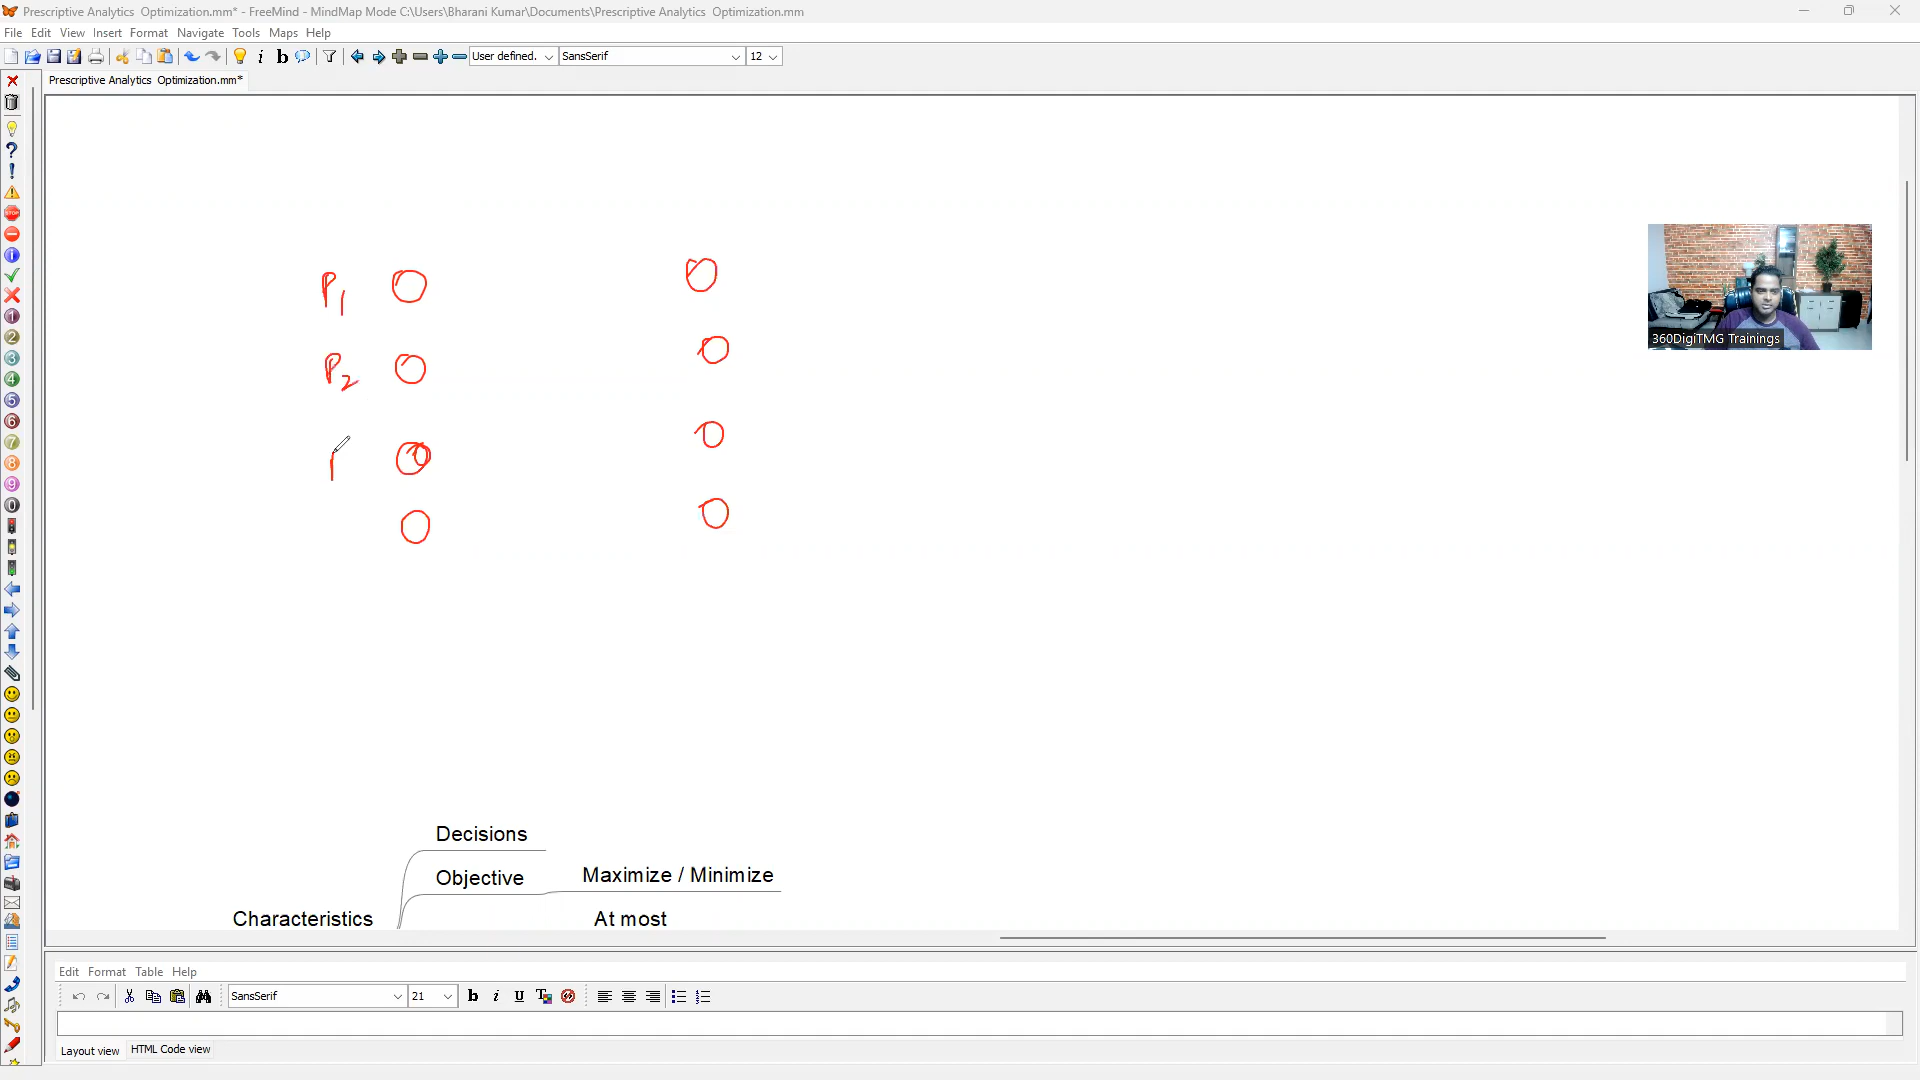 Prescriptive Analytics Optimization.mm* - FreeMind - MindMap Mode C:\Users\Bharani Kumar\Documents\Prescriptive Analytics Optimization.mm
File Edit View Insert Format Navigate Tools Maps Help
User defined. SansSerif 12
Prescriptive Analytics Optimization.mm*
P1
P2
360DigiTMG Trainings
Decisions
Objective
Maximize / Minimize
Characteristics
At most
Edit Format Table Help
SansSerif 21
Layout view HTML Code view